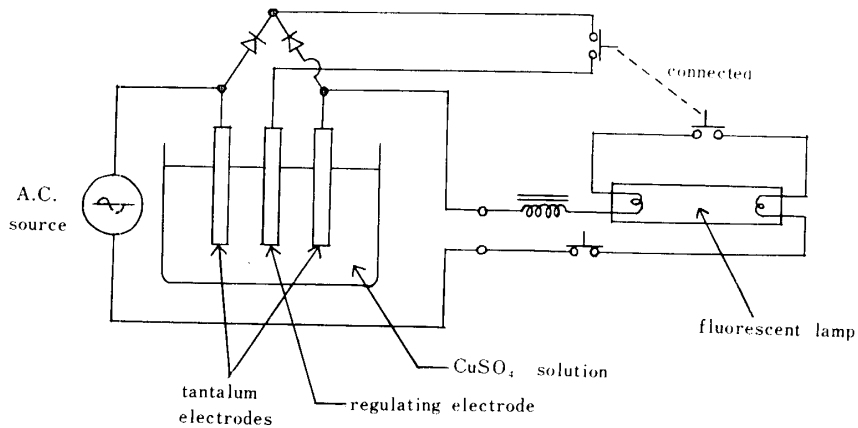 connected
A.C.
source
fluorescent lamp
CuSO₄ solution
tantalum
electrodes
regulating electrode